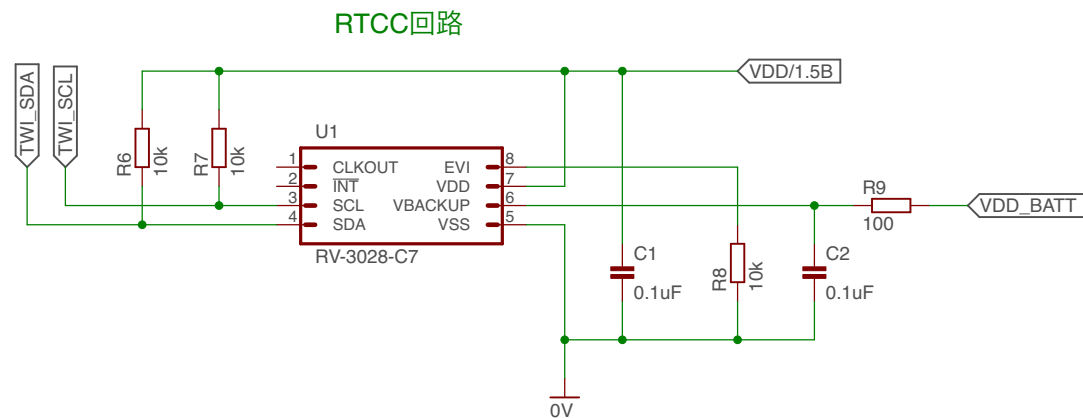 RTCC回路
TWI_SDA
TWI_SCL
VDD/1.5B
R6
10k
R7
10k
U1
1 CLKOUT EVI 8
2 INT VDD 7
3 SCL VBACKUP 6
4 SDA VSS 5
RV-3028-C7
R9
100
VDD_BATT
C1
0.1uF
R8
10k
C2
0.1uF
0V